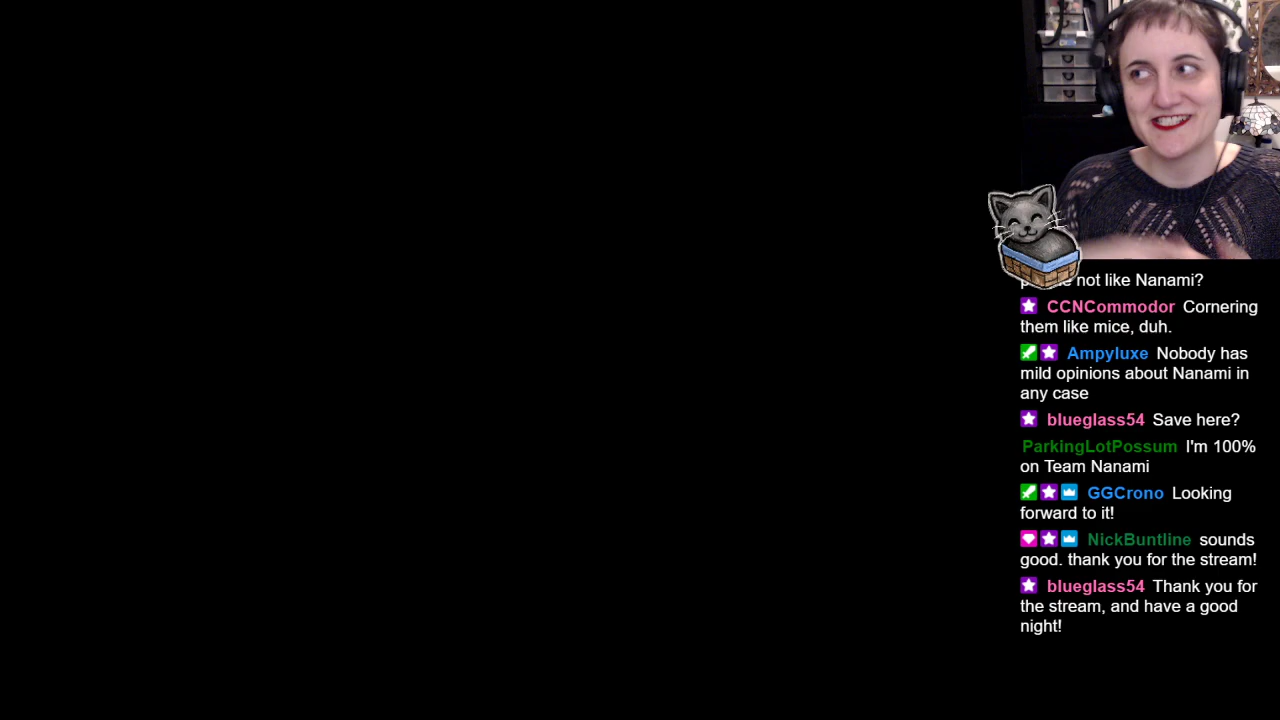 not like Nanami?
CCNCommodor Cornering
them like mice, duh.
Ampyluxe Nobody has
mild opinions about Nanami in
any case
blueglass54 Save here?
ParkingLotPossum I'm 100%
on Team Nanami
GGCrono Looking
forward to it!
NickBuntline sounds
good. thank you for the stream!
blueglass54 Thank you for
the stream, and have a good
night!